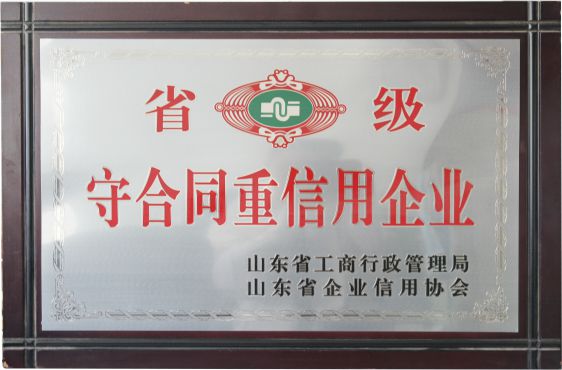 省 级
守合同重信用企业
山东省工商行政管理局
山东省企业信用协会